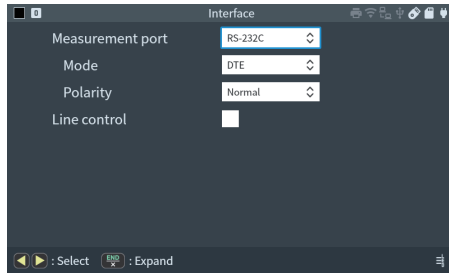 0 Interface
Measurement port RS-232C
Mode DTE
Polarity Normal
Line control
: Select END X : Expand